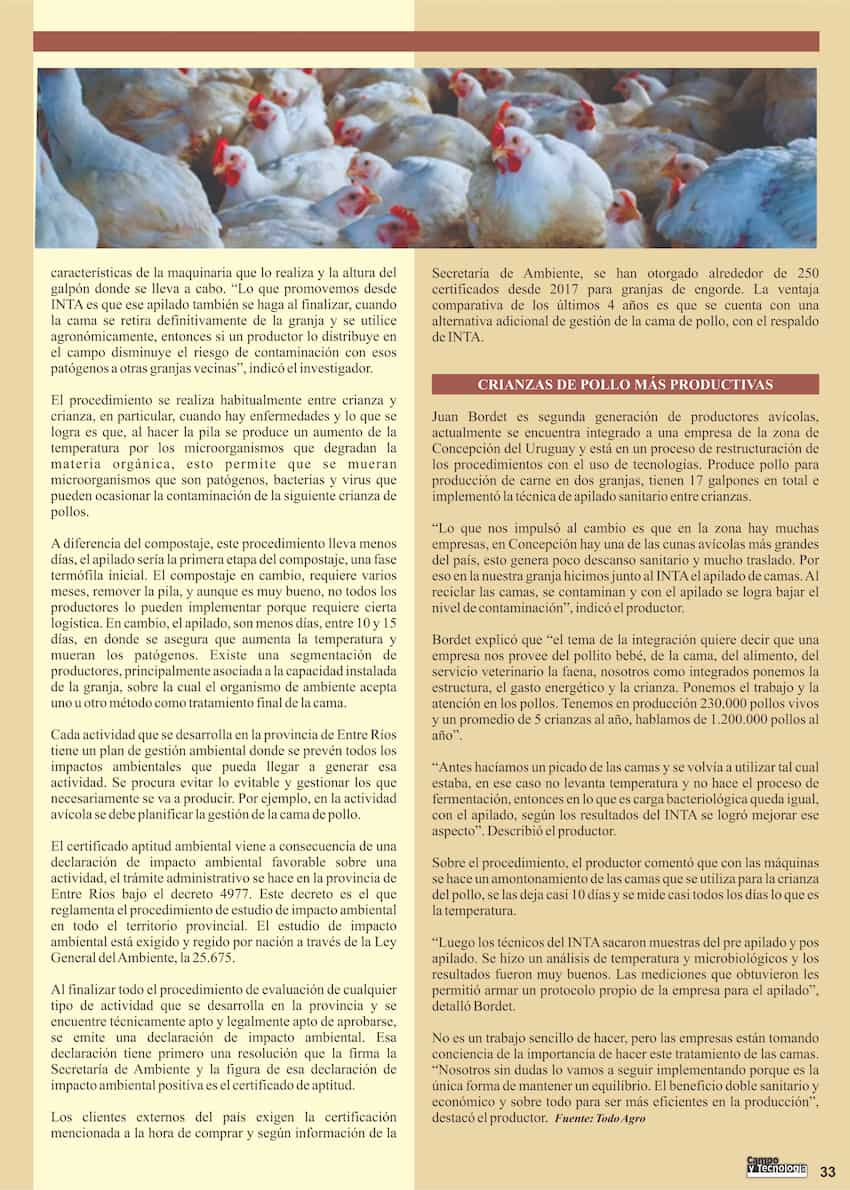 características de la maquinaria que lo realiza y la altura del
galpón donde se lleva a cabo. “Lo que promovemos desde
INTA es que ese apilado también se haga al finalizar, cuando
la cama se retira definitivamente de la granja y se utilice
agronómicamente, entonces si un productor lo distribuye en
el campo disminuye el riesgo de contaminación con esos
patógenos a otras granjas vecinas”, indicó el investigador.
El procedimiento se realiza habitualmente entre crianza y
crianza, en particular, cuando hay enfermedades y lo que se
logra es que, al hacer la pila se produce un aumento de la
temperatura por los microorganismos que degradan la
materia orgánica, esto permite que se mueran
microorganismos que son patógenos, bacterias y virus que
pueden ocasionar la contaminación de la siguiente crianza de
pollos.
A diferencia del compostaje, este procedimiento lleva menos
días, el apilado sería la primera etapa del compostaje, una fase
termófila inicial. El compostaje en cambio, requiere varios
meses, remover la pila, y aunque es muy bueno, no todos los
productores lo pueden implementar porque requiere cierta
logística. En cambio, el apilado, son menos días, entre 10 y 15
días, en donde se asegura que aumenta la temperatura y
mueran los patógenos. Existe una segmentación de
productores, principalmente asociada a la capacidad instalada
de la granja, sobre la cual el organismo de ambiente acepta
uno u otro método como tratamiento final de la cama.
Cada actividad que se desarrolla en la provincia de Entre Ríos
tiene un plan de gestión ambiental donde se prevén todos los
impactos ambientales que pueda llegar a generar esa
actividad. Se procura evitar lo evitable y gestionar los que
necesariamente se va a producir. Por ejemplo, en la actividad
avícola se debe planificar la gestión de la cama de pollo.
El certificado aptitud ambiental viene a consecuencia de una
declaración de impacto ambiental favorable sobre una
actividad, el trámite administrativo se hace en la provincia de
Entre Ríos bajo el decreto 4977. Este decreto es el que
reglamenta el procedimiento de estudio de impacto ambiental
en todo el territorio provincial. El estudio de impacto
ambiental está exigido y regido por nación a través de la Ley
General del Ambiente, la 25.675.
Al finalizar todo el procedimiento de evaluación de cualquier
tipo de actividad que se desarrolla en la provincia y se
encuentre técnicamente apto y legalmente apto de aprobarse,
se emite una declaración de impacto ambiental. Esa
declaración tiene primero una resolución que la firma la
Secretaría de Ambiente y la figura de esa declaración de
impacto ambiental positiva es el certificado de aptitud.
Los clientes externos del país exigen la certificación
mencionada a la hora de comprar y según información de la
Secretaría de Ambiente, se han otorgado alrededor de 250
certificados desde 2017 para granjas de engorde. La ventaja
comparativa de los últimos 4 años es que se cuenta con una
alternativa adicional de gestión de la cama de pollo, con el respaldo
de INTA.
CRIANZAS DE POLLO MÁS PRODUCTIVAS
Juan Bordet es segunda generación de productores avícolas,
actualmente se encuentra integrado a una empresa de la zona de
Concepción del Uruguay y está en un proceso de restructuración de
los procedimientos con el uso de tecnologías. Produce pollo para
producción de carne en dos granjas, tienen 17 galpones en total e
implementó la técnica de apilado sanitario entre crianzas.
“Lo que nos impulsó al cambio es que en la zona hay muchas
empresas, en Concepción hay una de las cunas avícolas más grandes
del país, esto genera poco descanso sanitario y mucho traslado. Por
eso en la nuestra granja hicimos junto al INTA el apilado de camas. Al
reciclar las camas, se contaminan y con el apilado se logra bajar el
nivel de contaminación”, indicó el productor.
Bordet explicó que “el tema de la integración quiere decir que una
empresa nos provee del pollito bebé, de la cama, del alimento, del
servicio veterinario la faena, nosotros como integrados ponemos la
estructura, el gasto energético y la crianza. Ponemos el trabajo y la
atención en los pollos. Tenemos en producción 230.000 pollos vivos
y un promedio de 5 crianzas al año, hablamos de 1.200.000 pollos al
año”.
“Antes hacíamos un picado de las camas y se volvía a utilizar tal cual
estaba, en ese caso no levanta temperatura y no hace el proceso de
fermentación, entonces en lo que es carga bacteriológica queda igual,
con el apilado, según los resultados del INTA se logró mejorar ese
aspecto”. Describió el productor.
Sobre el procedimiento, el productor comentó que con las máquinas
se hace un amontonamiento de las camas que se utiliza para la crianza
del pollo, se las deja casi 10 días y se mide casi todos los días lo que es
la temperatura.
“Luego los técnicos del INTA sacaron muestras del pre apilado y pos
apilado. Se hizo un análisis de temperatura y microbiológicos y los
resultados fueron muy buenos. Las mediciones que obtuvieron les
permitió armar un protocolo propio de la empresa para el apilado”,
detalló Bordet.
No es un trabajo sencillo de hacer, pero las empresas están tomando
conciencia de la importancia de hacer este tratamiento de las camas.
“Nosotros sin dudas lo vamos a seguir implementando porque es la
única forma de mantener un equilibrio. El beneficio doble sanitario y
económico y sobre todo para ser más eficientes en la producción”,
destacó el productor. Fuente: Todo Agro
Campo
y Tecnología
33